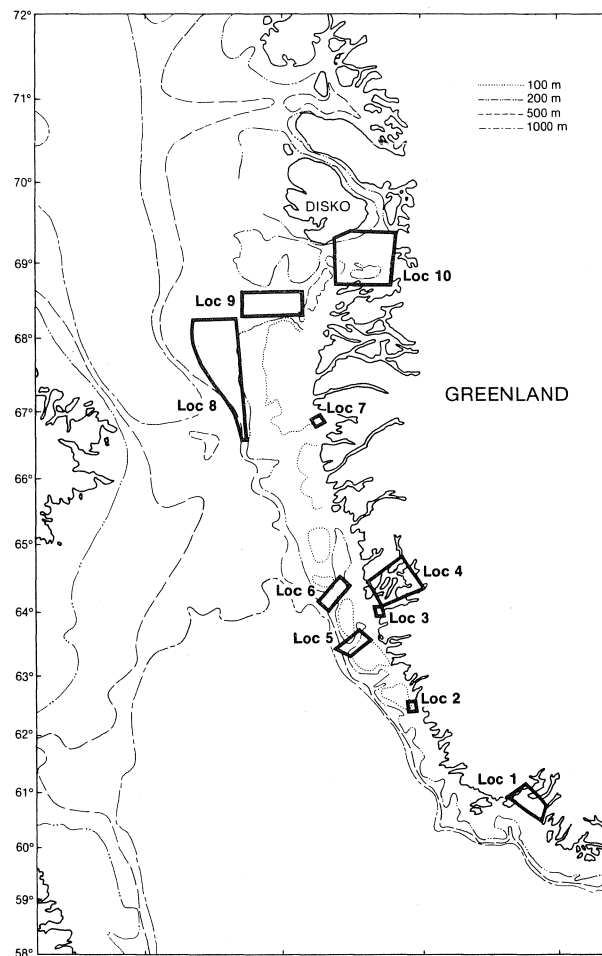 72°
71°
100 m
200 m
500 m
1000 m
70°
DISKO
69°
Loc 10
Loc 9
68°
GREENLAND
Loc 8
67°
Loc 7
66°
65°
Loc 4
Loc 6
64°
Loc 3
Loc 5
63°
Loc 2
62°
Loc 1
61°
60°
59°
58°